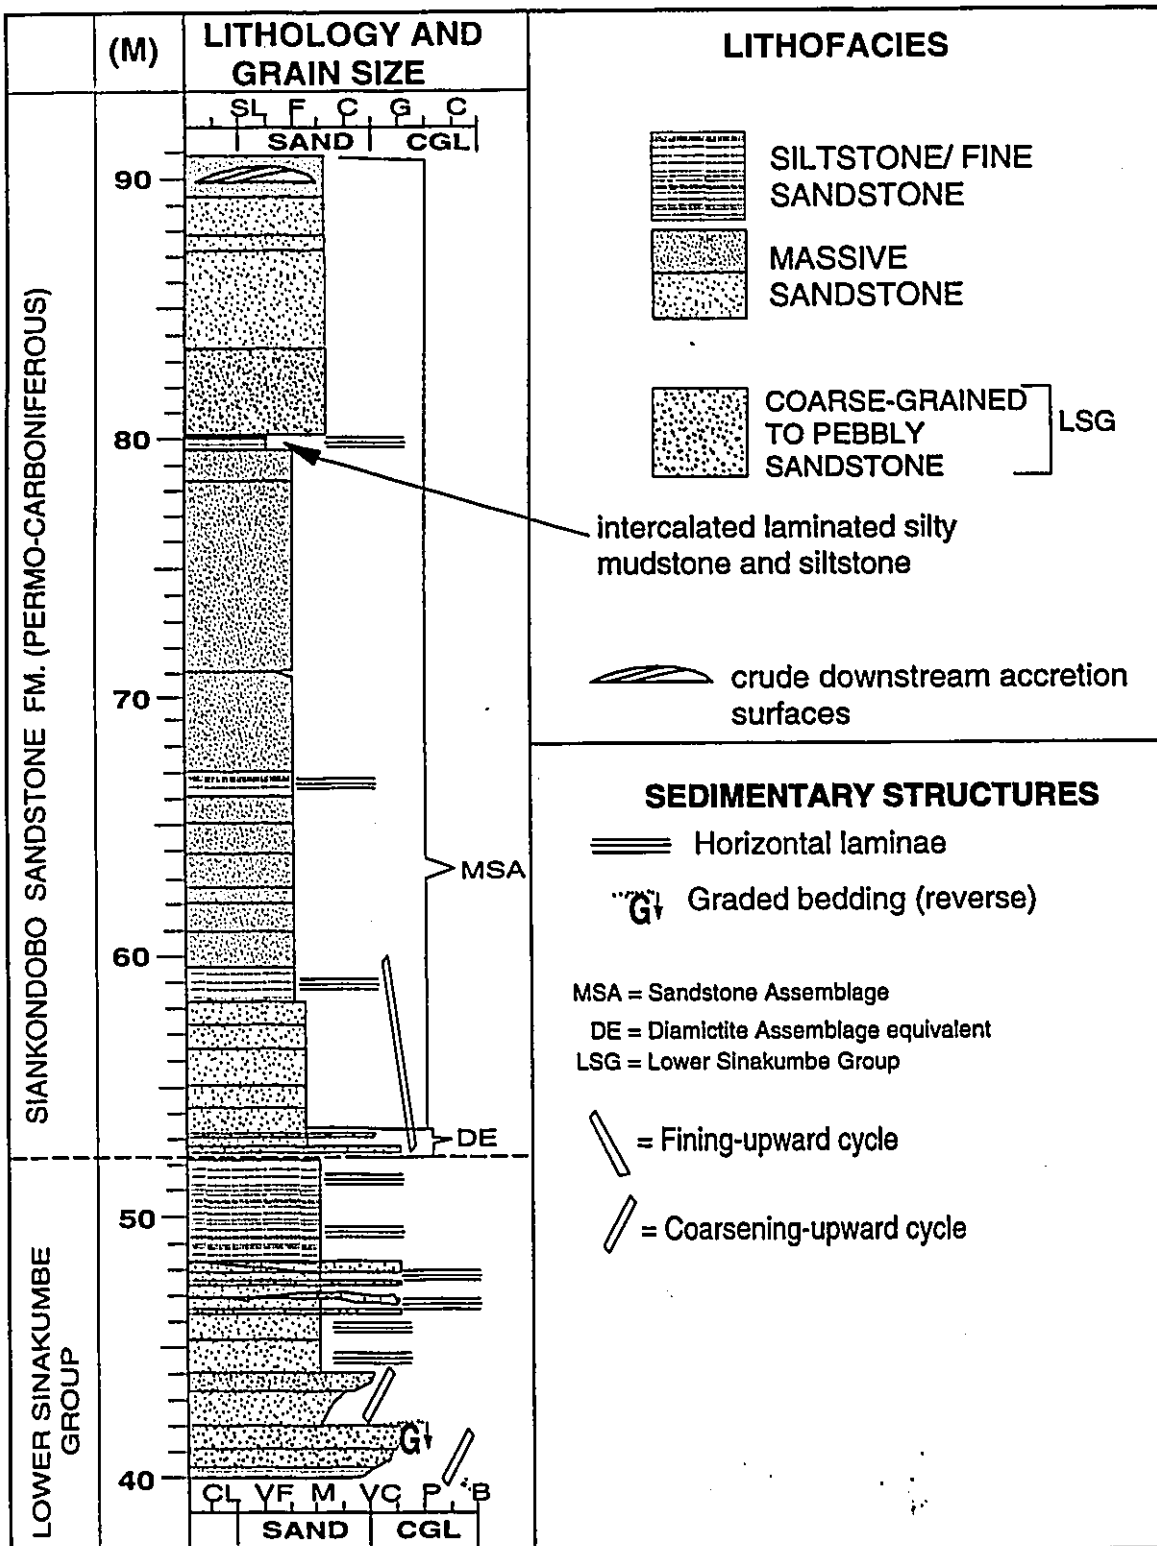 (M)
LITHOLOGY AND
GRAIN SIZE
SL F C G C
SAND CGL
90
80
70
60
50
40
SIANKONDOBO SANDSTONE FM. (PERMO-CARBONIFEROUS)
LOWER SINAKUMBE
GROUP
MSA
DE
G
CL VF M VC P B
SAND CGL
LITHOFACIES
SILTSTONE/ FINE
SANDSTONE
MASSIVE
SANDSTONE
COARSE-GRAINED
TO PEBBLY
SANDSTONE
LSG
intercalated laminated silty
mudstone and siltstone
crude downstream accretion
surfaces
SEDIMENTARY STRUCTURES
Horizontal laminae
G Graded bedding (reverse)
MSA = Sandstone Assemblage
DE = Diamictite Assemblage equivalent
LSG = Lower Sinakumbe Group
= Fining-upward cycle
= Coarsening-upward cycle